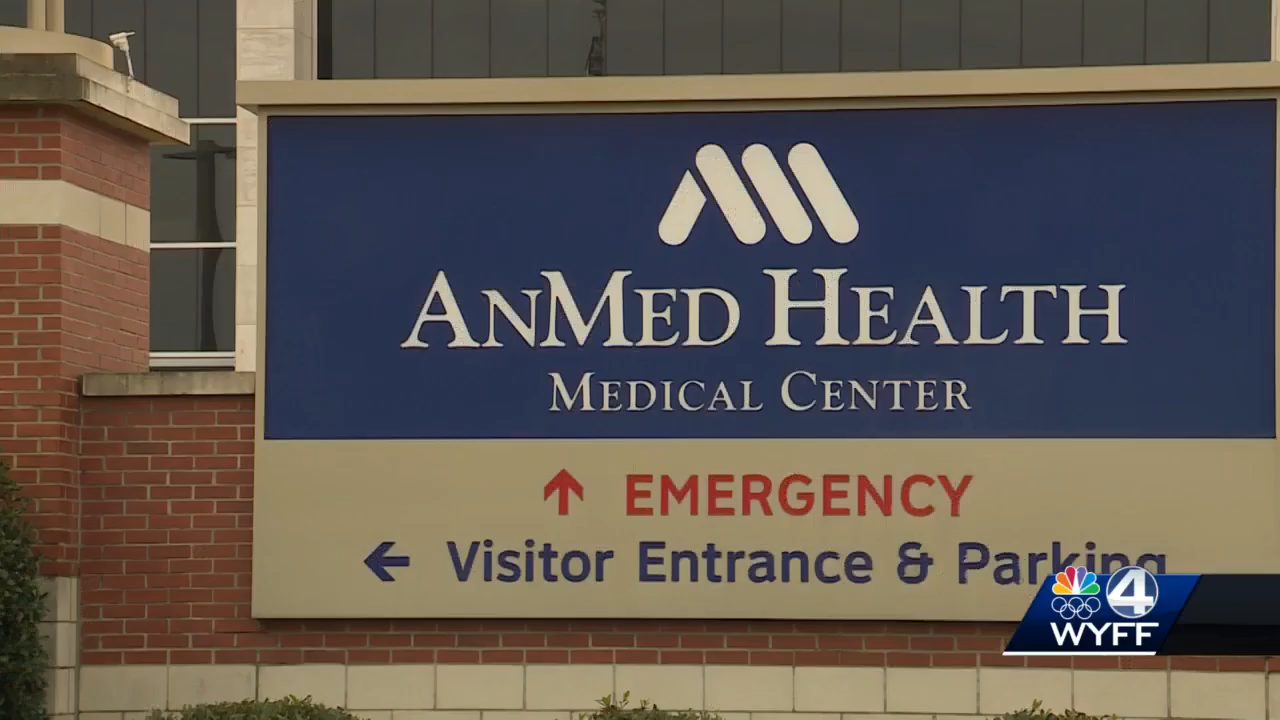 AnMed Health
Medical Center
↑ EMERGENCY
← Visitor Entrance & Parking
4
WYFF